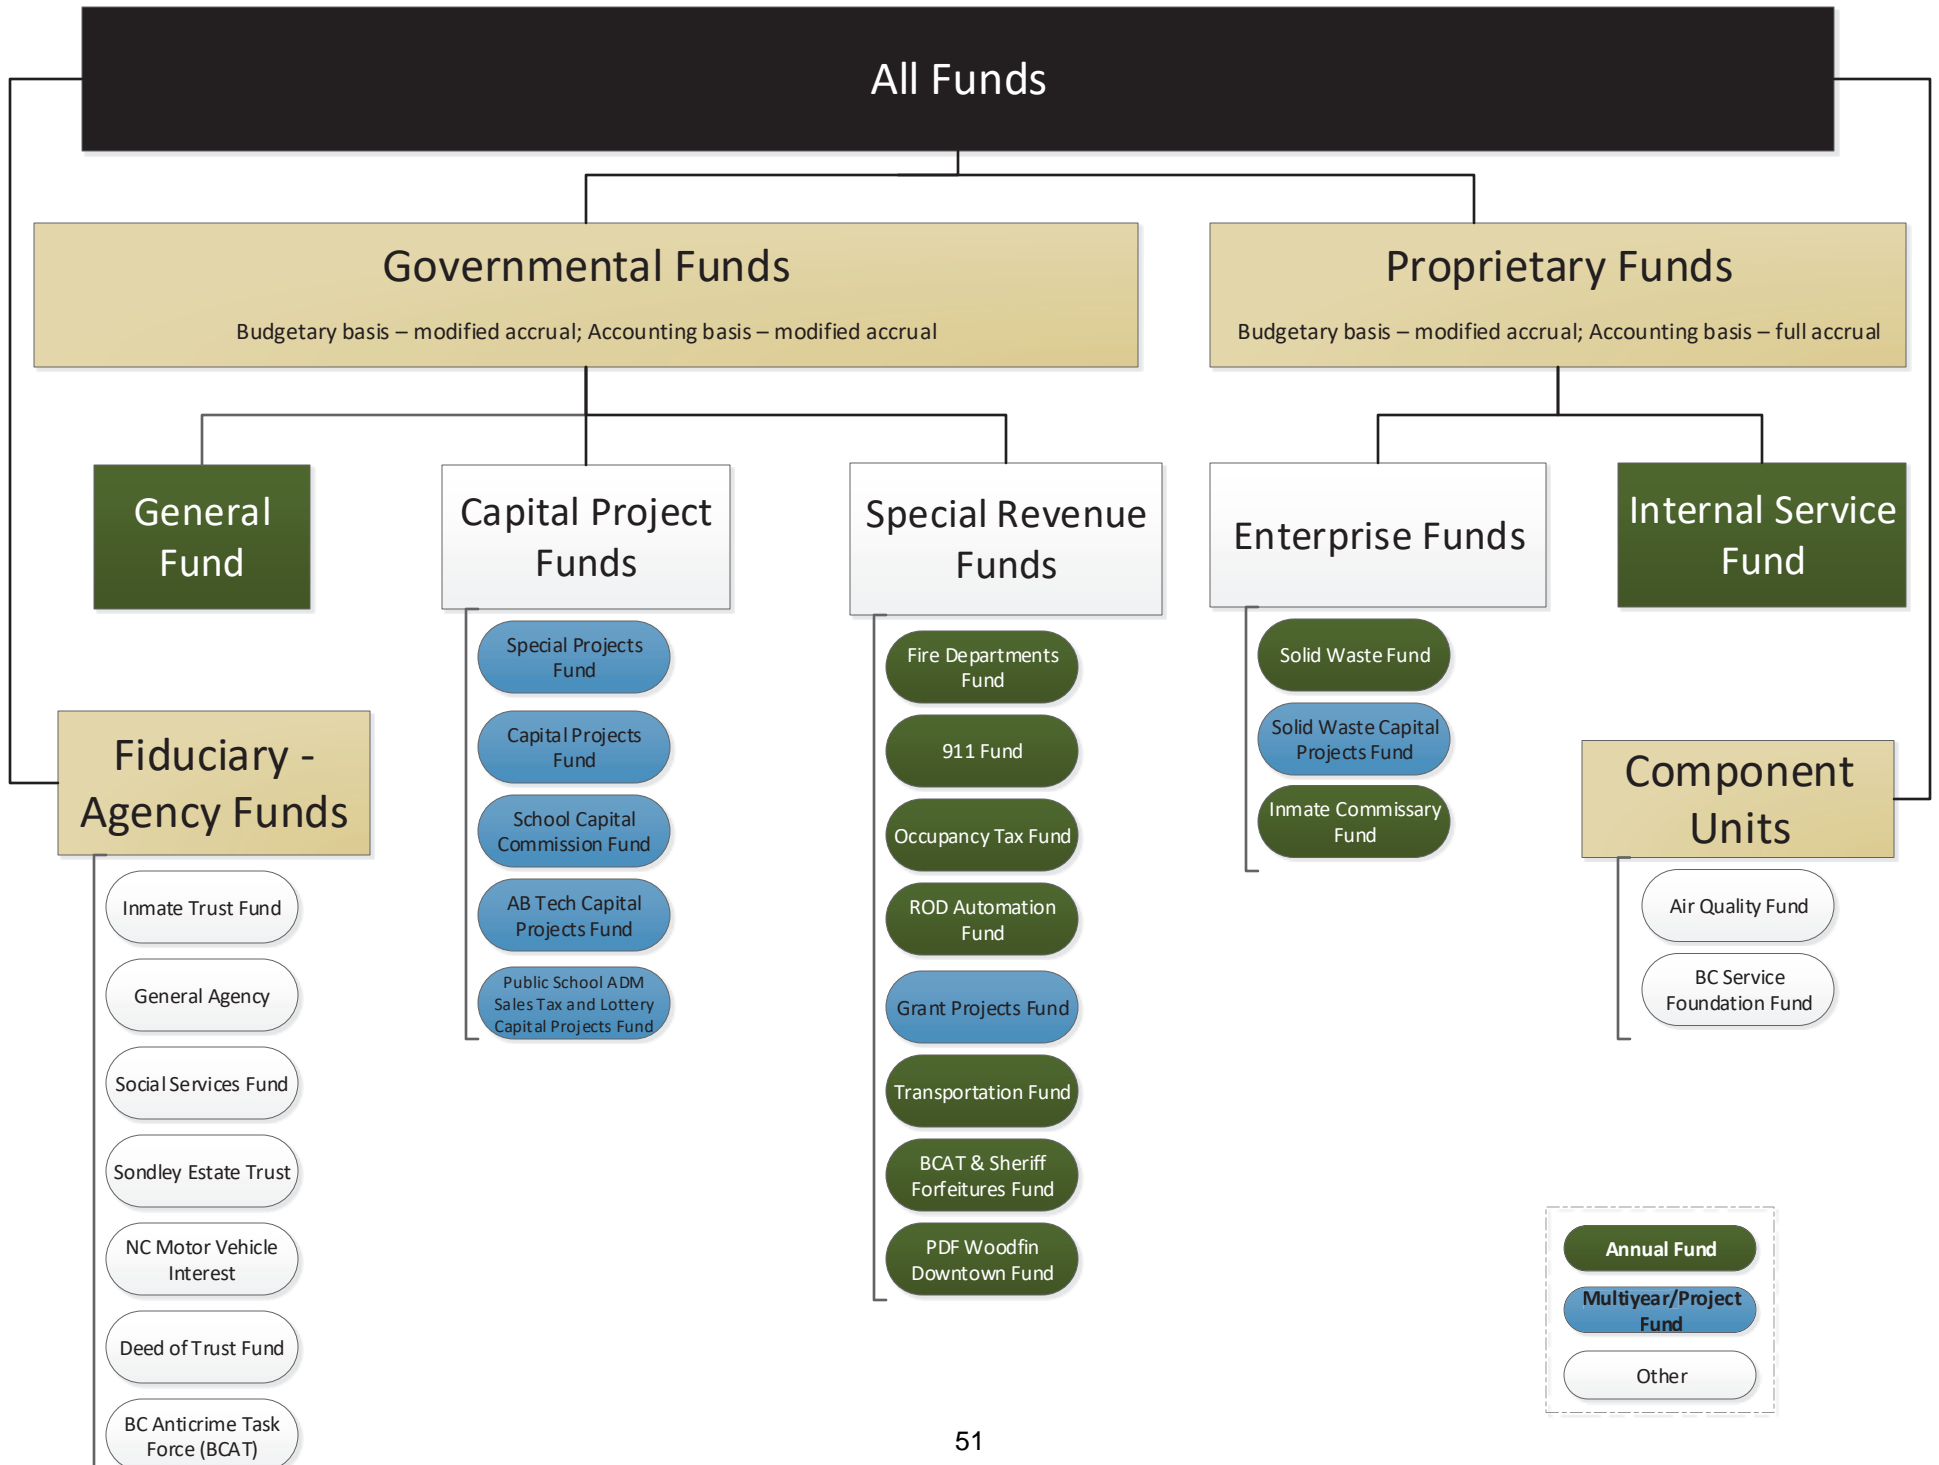 All Funds
Governmental Funds
Budgetary basis – modified accrual; Accounting basis – modified accrual
Proprietary Funds
Budgetary basis – modified accrual; Accounting basis – full accrual
General
Fund
Capital Project
Funds
Special Projects
Fund
Capital Projects
Fund
School Capital
Commission Fund
AB Tech Capital
Projects Fund
Public School ADM
Sales Tax and Lottery
Capital Projects Fund
Special Revenue
Funds
Fire Departments
Fund
911 Fund
Occupancy Tax Fund
ROD Automation
Fund
Grant Projects Fund
Transportation Fund
BCAT & Sheriff
Forfeitures Fund
PDF Woodfin
Downtown Fund
Enterprise Funds
Solid Waste Fund
Solid Waste Capital
Projects Fund
Inmate Commissary
Fund
Internal Service
Fund
Fiduciary -
Agency Funds
Inmate Trust Fund
General Agency
Social Services Fund
Sondley Estate Trust
NC Motor Vehicle
Interest
Deed of Trust Fund
BC Anticrime Task
Force (BCAT)
Component
Units
Air Quality Fund
BC Service
Foundation Fund
Annual Fund
Multiyear/Project
Fund
Other
51